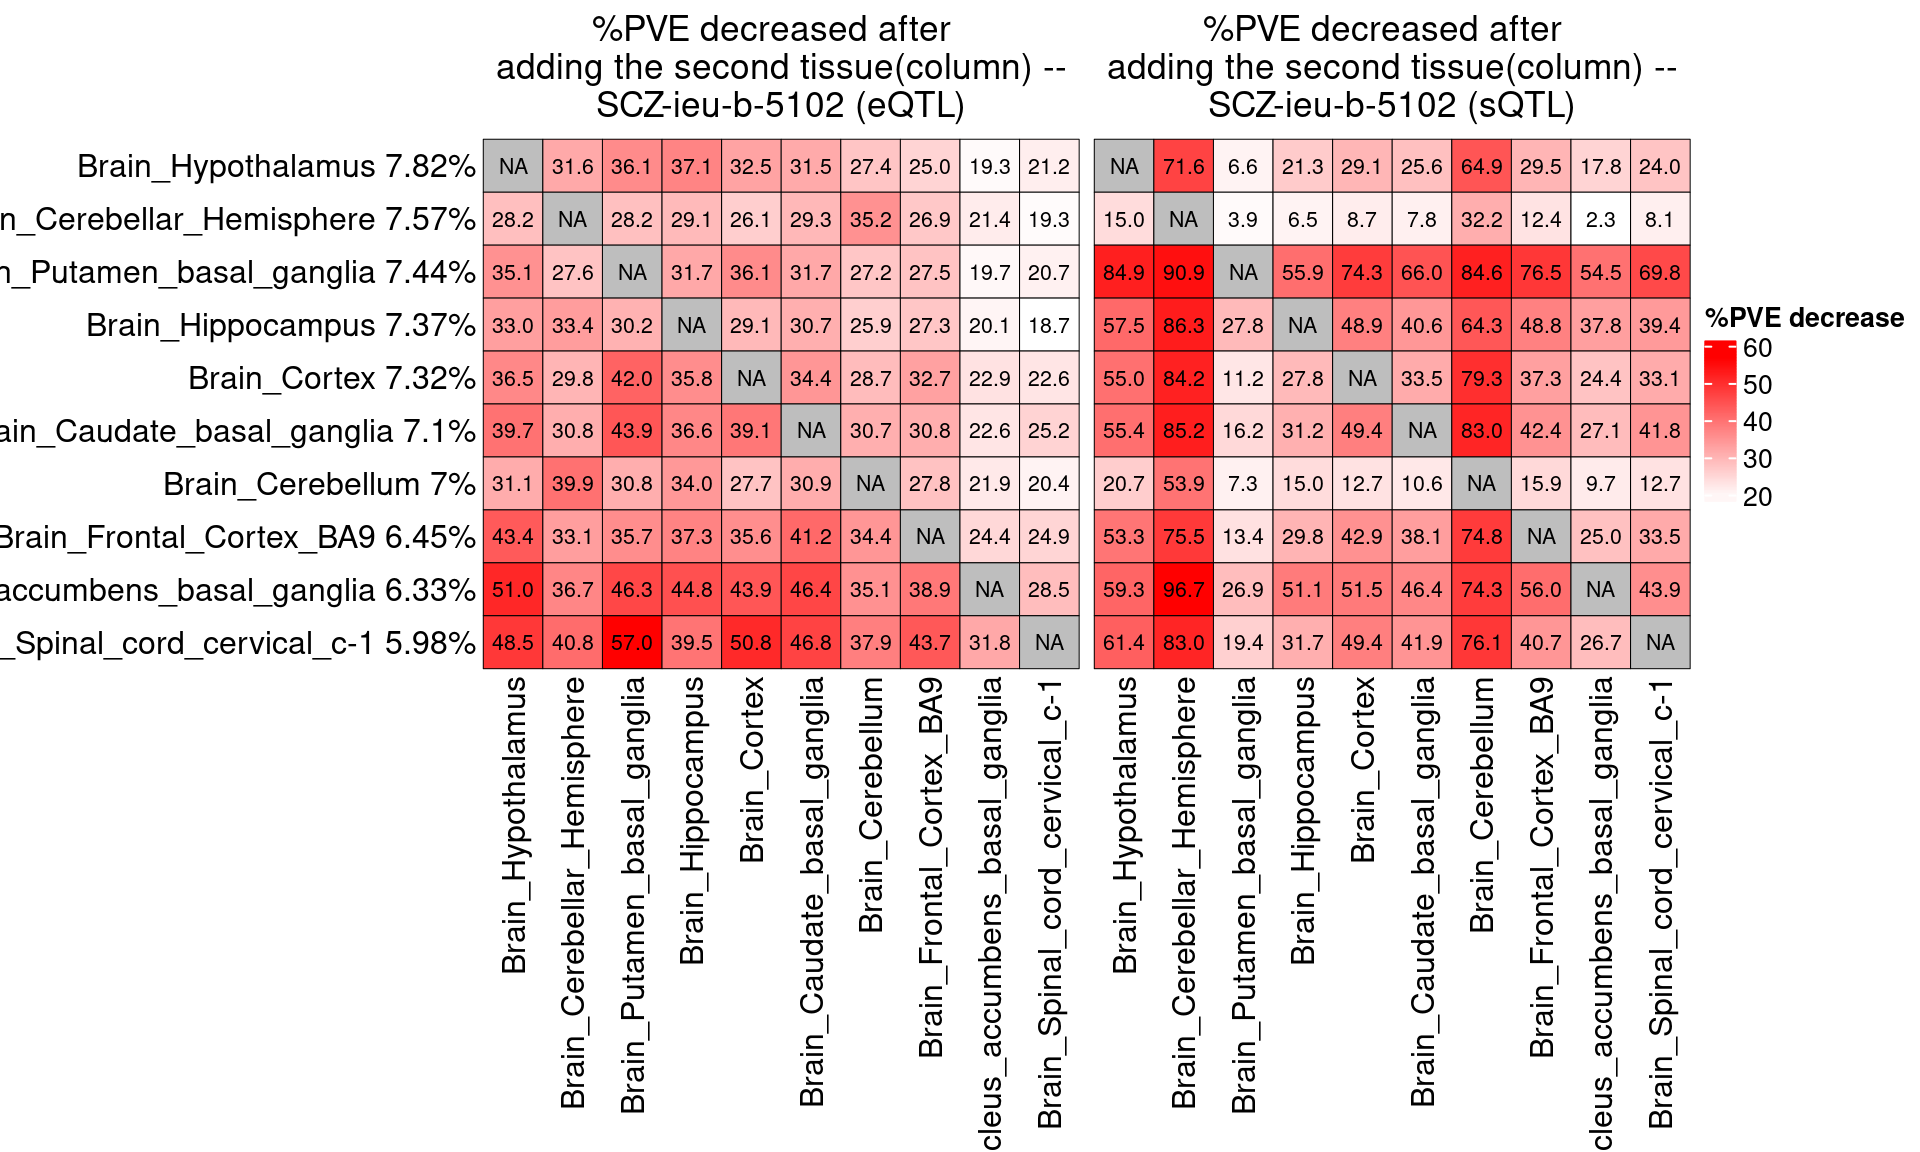 %PVE decreased after
adding the second tissue(column) --
SCZ-ieu-b-5102 (eQTL)
%PVE decreased after
adding the second tissue(column) --
SCZ-ieu-b-5102 (sQTL)
Brain_Hypothalamus 7.82% NA 31.6 36.1 37.1 32.5 31.5 27.4 25.0 19.3 21.2 NA 71.6 6.6 21.3 29.1 25.6 64.9 29.5 17.8 24.0
n_Cerebellar_Hemisphere 7.57% 28.2 NA 28.2 29.1 26.1 29.3 35.2 26.9 21.4 19.3 15.0 NA 3.9 6.5 8.7 7.8 32.2 12.4 2.3 8.1
n_Putamen_basal_ganglia 7.44% 35.1 27.6 NA 31.7 36.1 31.7 27.2 27.5 19.7 20.7 84.9 90.9 NA 55.9 74.3 66.0 84.6 76.5 54.5 69.8
Brain_Hippocampus 7.37% 33.0 33.4 30.2 NA 29.1 30.7 25.9 27.3 20.1 18.7 57.5 86.3 27.8 NA 48.9 40.6 64.3 48.8 37.8 39.4
Brain_Cortex 7.32% 36.5 29.8 42.0 35.8 NA 34.4 28.7 32.7 22.9 22.6 55.0 84.2 11.2 27.8 NA 33.5 79.3 37.3 24.4 33.1
ain_Caudate_basal_ganglia 7.1% 39.7 30.8 43.9 36.6 39.1 NA 30.7 30.8 22.6 25.2 55.4 85.2 16.2 31.2 49.4 NA 83.0 42.4 27.1 41.8
Brain_Cerebellum 7% 31.1 39.9 30.8 34.0 27.7 30.9 NA 27.8 21.9 20.4 20.7 53.9 7.3 15.0 12.7 10.6 NA 15.9 9.7 12.7
Brain_Frontal_Cortex_BA9 6.45% 43.4 33.1 35.7 37.3 35.6 41.2 34.4 NA 24.4 24.9 53.3 75.5 13.4 29.8 42.9 38.1 74.8 NA 25.0 33.5
accumbens_basal_ganglia 6.33% 51.0 36.7 46.3 44.8 43.9 46.4 35.1 38.9 NA 28.5 59.3 96.7 26.9 51.1 51.5 46.4 74.3 56.0 NA 43.9
_Spinal_cord_cervical_c-1 5.98% 48.5 40.8 57.0 39.5 50.8 46.8 37.9 43.7 31.8 NA 61.4 83.0 19.4 31.7 49.4 41.9 76.1 40.7 26.7 NA
Brain_Hypothalamus
Brain_Cerebellar_Hemisphere
Brain_Putamen_basal_ganglia
Brain_Hippocampus
Brain_Cortex
Brain_Caudate_basal_ganglia
Brain_Cerebellum
Brain_Frontal_Cortex_BA9
cleus_accumbens_basal_ganglia
Brain_Spinal_cord_cervical_c-1
Brain_Hypothalamus
Brain_Cerebellar_Hemisphere
Brain_Putamen_basal_ganglia
Brain_Hippocampus
Brain_Cortex
Brain_Caudate_basal_ganglia
Brain_Cerebellum
Brain_Frontal_Cortex_BA9
cleus_accumbens_basal_ganglia
Brain_Spinal_cord_cervical_c-1
%PVE decrease
60
50
40
30
20